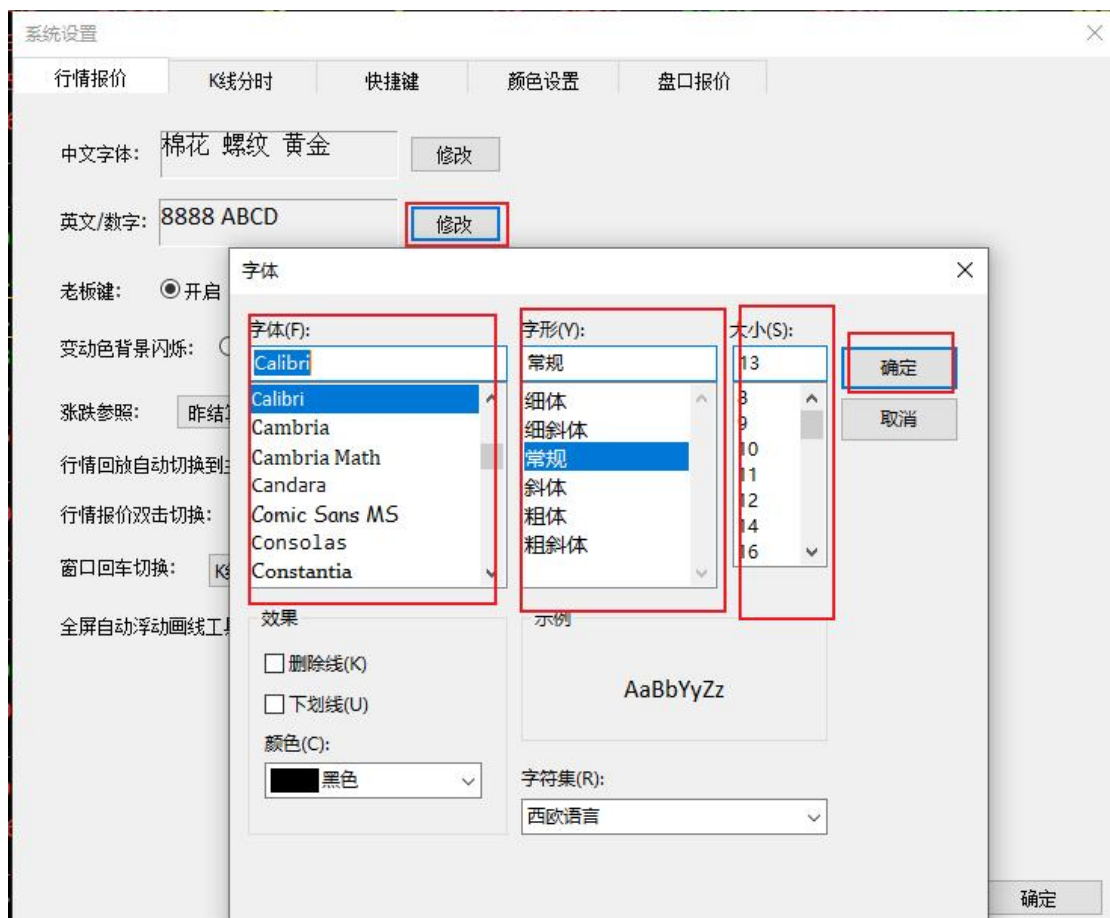 系统设置
行情报价 K线分时 快捷键 颜色设置 盘口报价
中文字体: 棉花 螺纹 黄金 修改
英文/数字: 8888 ABCD 修改
字体
老板键: 开启
字体(F): 字形(Y): 大小(S):
变动色背景闪烁:
Calibri 常规 13 确定
Calibri 细体 8
涨跌参照: 昨结
取消
Cambria 细斜体 9
Cambria Math 常规 10
行情回放自动切换到
Candara 斜体 11
Comic Sans MS 粗体 12
行情报价双击切换:
14
Consolas 粗斜体
Constantia 16
窗口回车切换: K
全屏自动浮动画线工
效果 示例
删除线(K)
AaBbYyZz
下划线(U)
颜色(C):
黑色 字符集(R):
西欧语言
确定